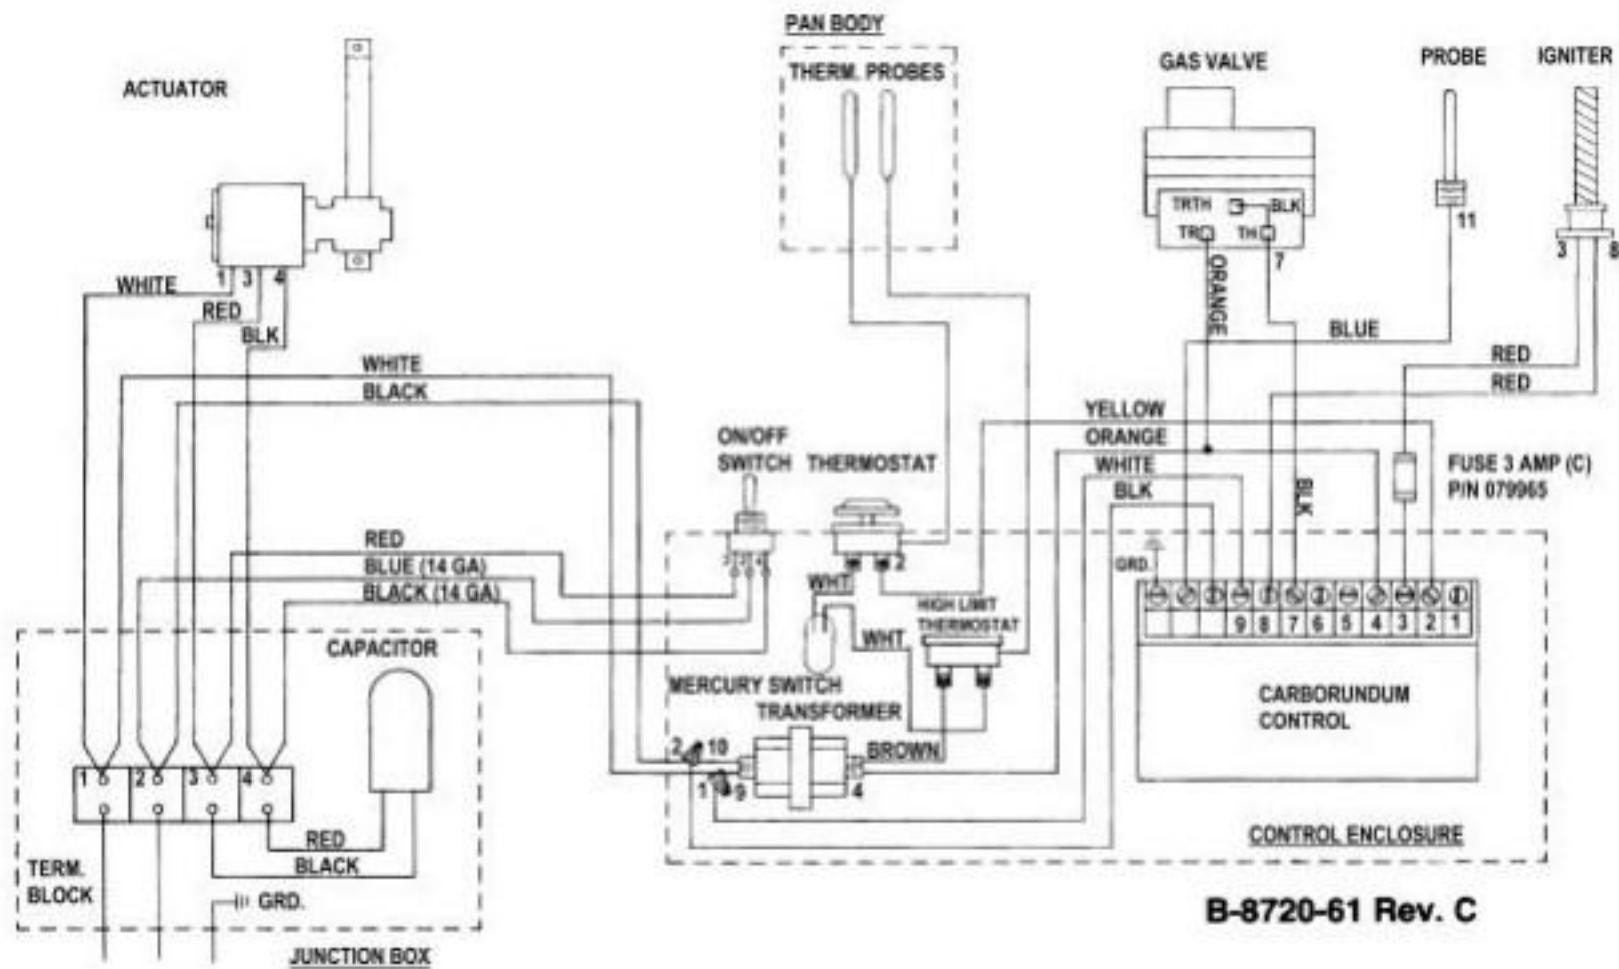 PAN BODY
THERM. PROBES
ACTUATOR
GAS VALVE
PROBE
IGNITER
TRTH
BLK
TR
TH
7
11
3
8
1 3 4
WHITE
RED
BLK
ORANGE
BLUE
RED
RED
WHITE
BLACK
YELLOW
ORANGE
WHITE
BLK
BLK
FUSE 3 AMP (C)
P/N 079965
ON/OFF
SWITCH
THERMOSTAT
RED
BLUE (14 GA)
BLACK (14 GA)
2
WHT
GRD.
HIGH LIMIT
THERMOSTAT
WHT
9 8 7 6 5 4 3 2 1
CAPACITOR
MERCURY SWITCH
TRANSFORMER
CARBORUNDUM
CONTROL
2
10
BROWN
1
9
4
1 2 3 4
RED
BLACK
TERM.
BLOCK
GRD.
JUNCTION BOX
CONTROL ENCLOSURE
B-8720-61 Rev. C